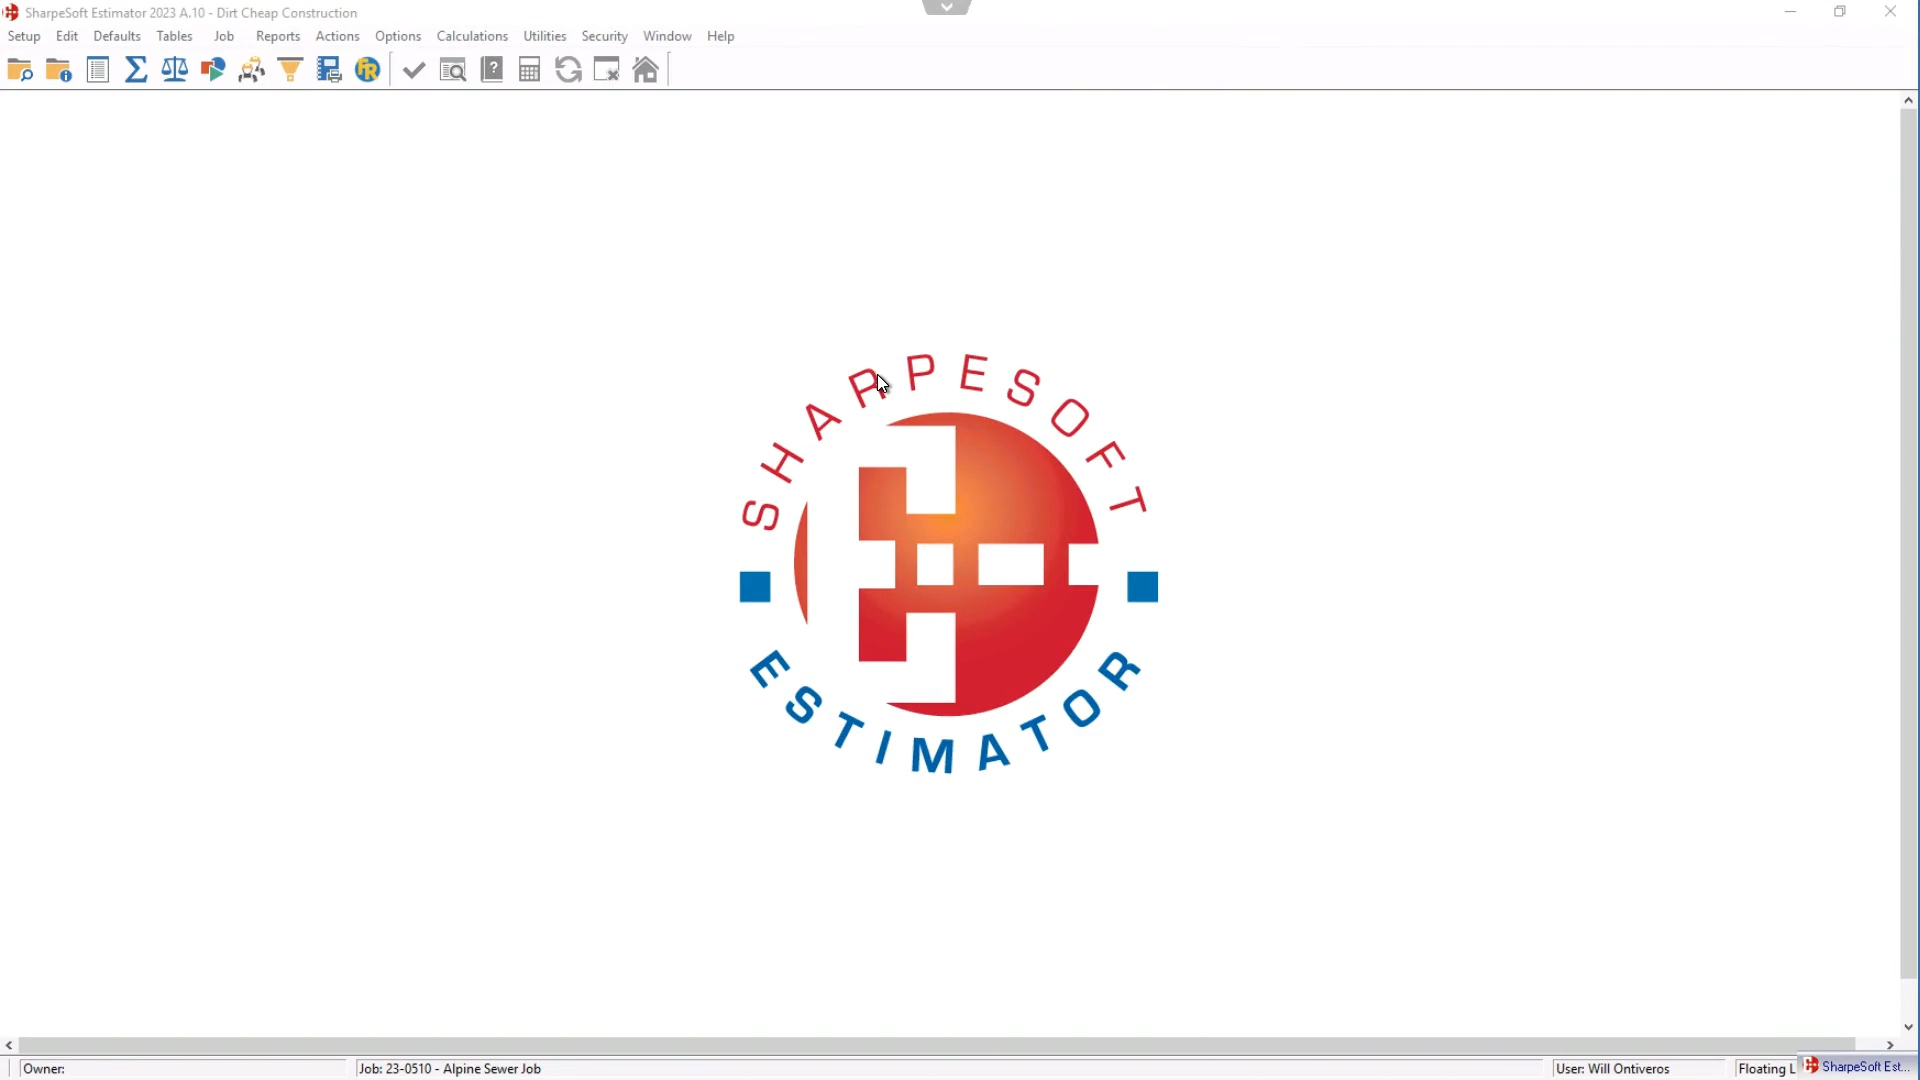 SharpeSoft Estimator 2023 A.10 - Dirt Cheap Construction
Setup Edit Defaults Tables Job Reports Actions Options Calculations Utilities Security Window Help
FR
SHARPESOFT
ESTIMATOR
Owner: Job: 23-0510 - Alpine Sewer Job User: Will Ontiveros Floating L SharpeSoft Est...